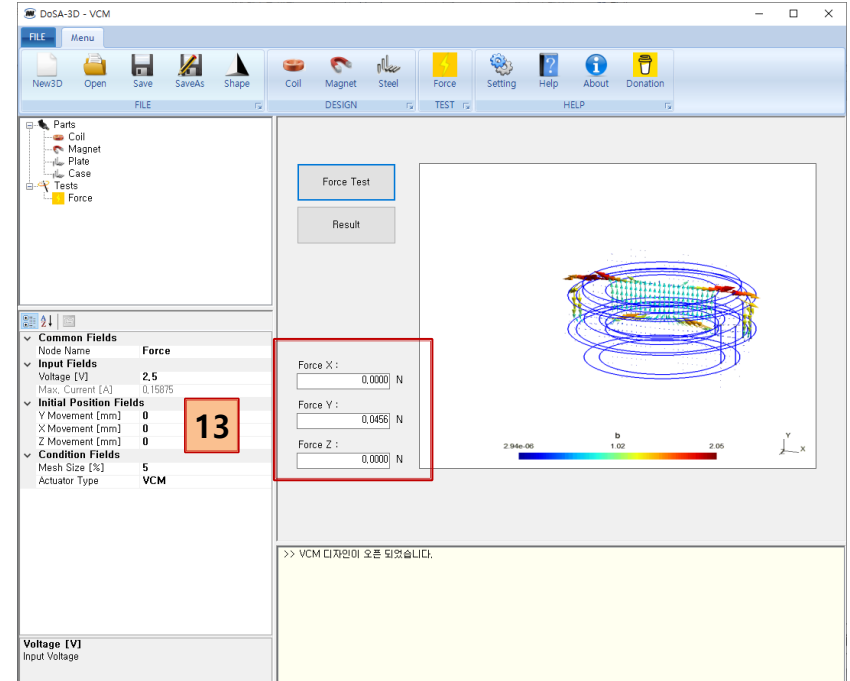 DoSA-3D - VCM
FILE Menu
New3D Open Save SaveAs Shape Coil Magnet Steel Force Setting Help About Donation
FILE DESIGN TEST HELP
Parts
Coil
Magnet
Plate
Case
Tests
Force
Force Test
Result
Common Fields
Node Name Force
Input Fields
Voltage [V] 2,5
Max, Current [A] 0,15875
Initial Position Fields
Y Movement [mm] 0
X Movement [mm] 0
Z Movement [mm] 0
Condition Fields
Mesh Size [%] 5
Actuator Type VCM
13
Force X :
0,0000 N
Force Y :
0,0456 N
Force Z :
0,0000 N
b
2.94e-06 1.02 2.05
Y
Z X
>> VCM 디자인이 오픈 되었습니다.
Voltage [V]
Input Voltage